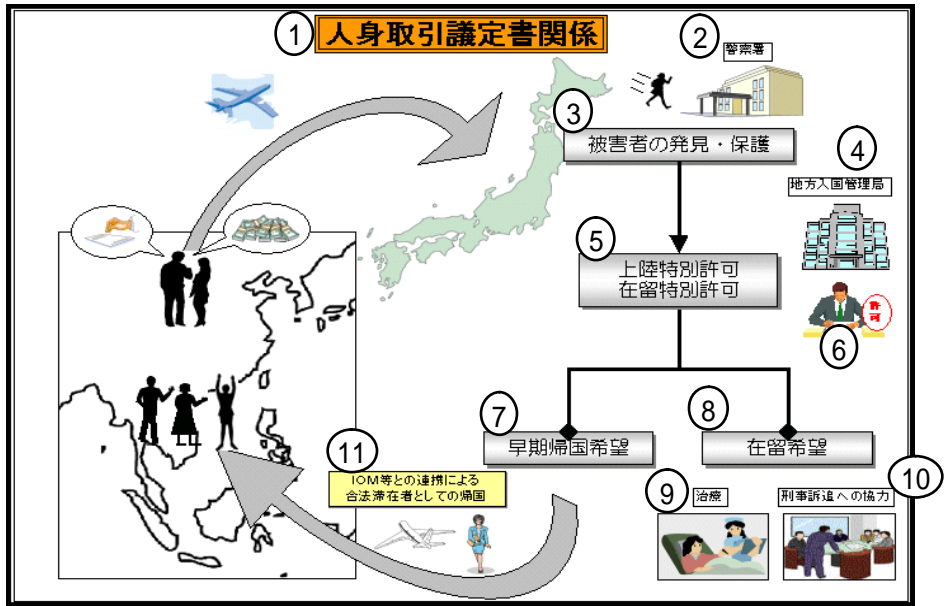 ① 人身取引議定書関係
②
警察署
③
被害者の発見・保護
④
地方入国管理局
⑤
上陸特別許可
在留特別許可
許可
⑥
⑦
早期帰国希望
⑧
在留希望
⑪
IOM等との連携による
合法滞在者としての帰国
⑨
治療
⑩
刑事訴追への協力